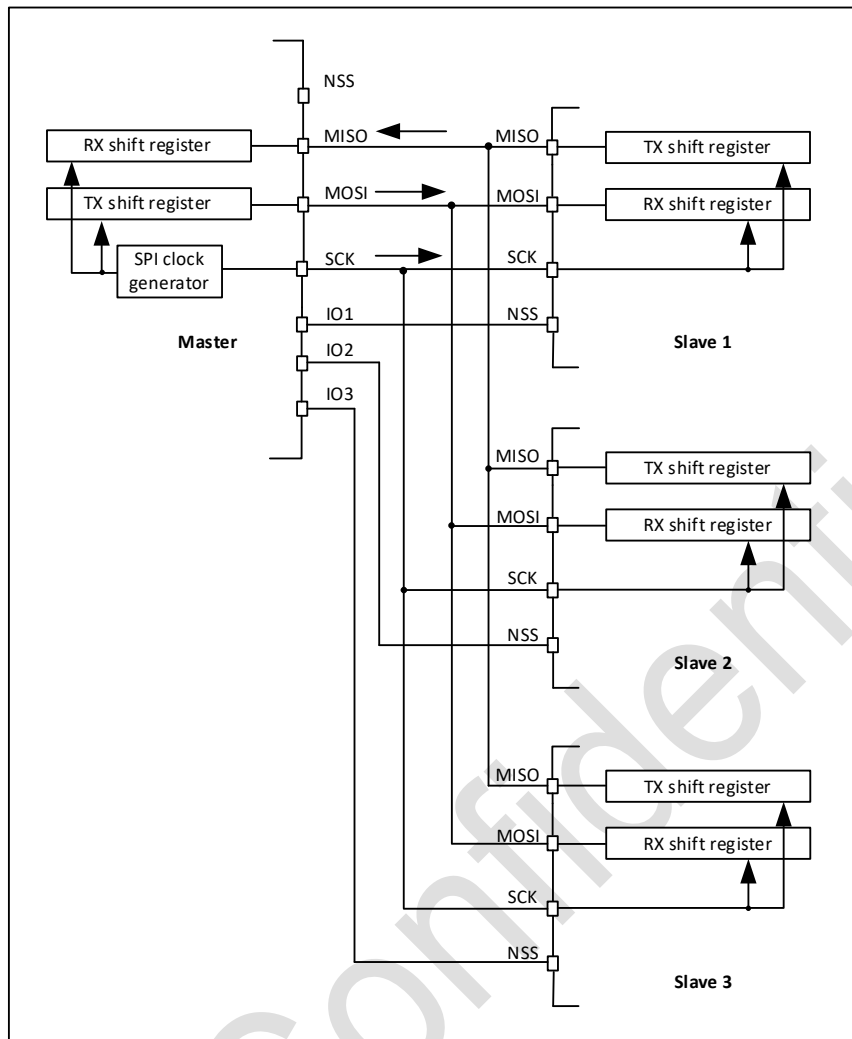 NSS
RX shift register
MISO
MISO
TX shift register
TX shift register
MOSI
MOSI
RX shift register
SPI clock
generator
SCK
SCK
IO1
NSS
Master
Slave 1
IO2
IO3
MISO
TX shift register
MOSI
RX shift register
SCK
NSS
Slave 2
MISO
TX shift register
MOSI
RX shift register
SCK
NSS
Slave 3
Confidenti